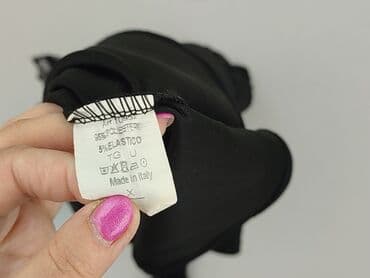 95%POLIESTERE
5%ELASTICO
TG U
Made in Italy
X